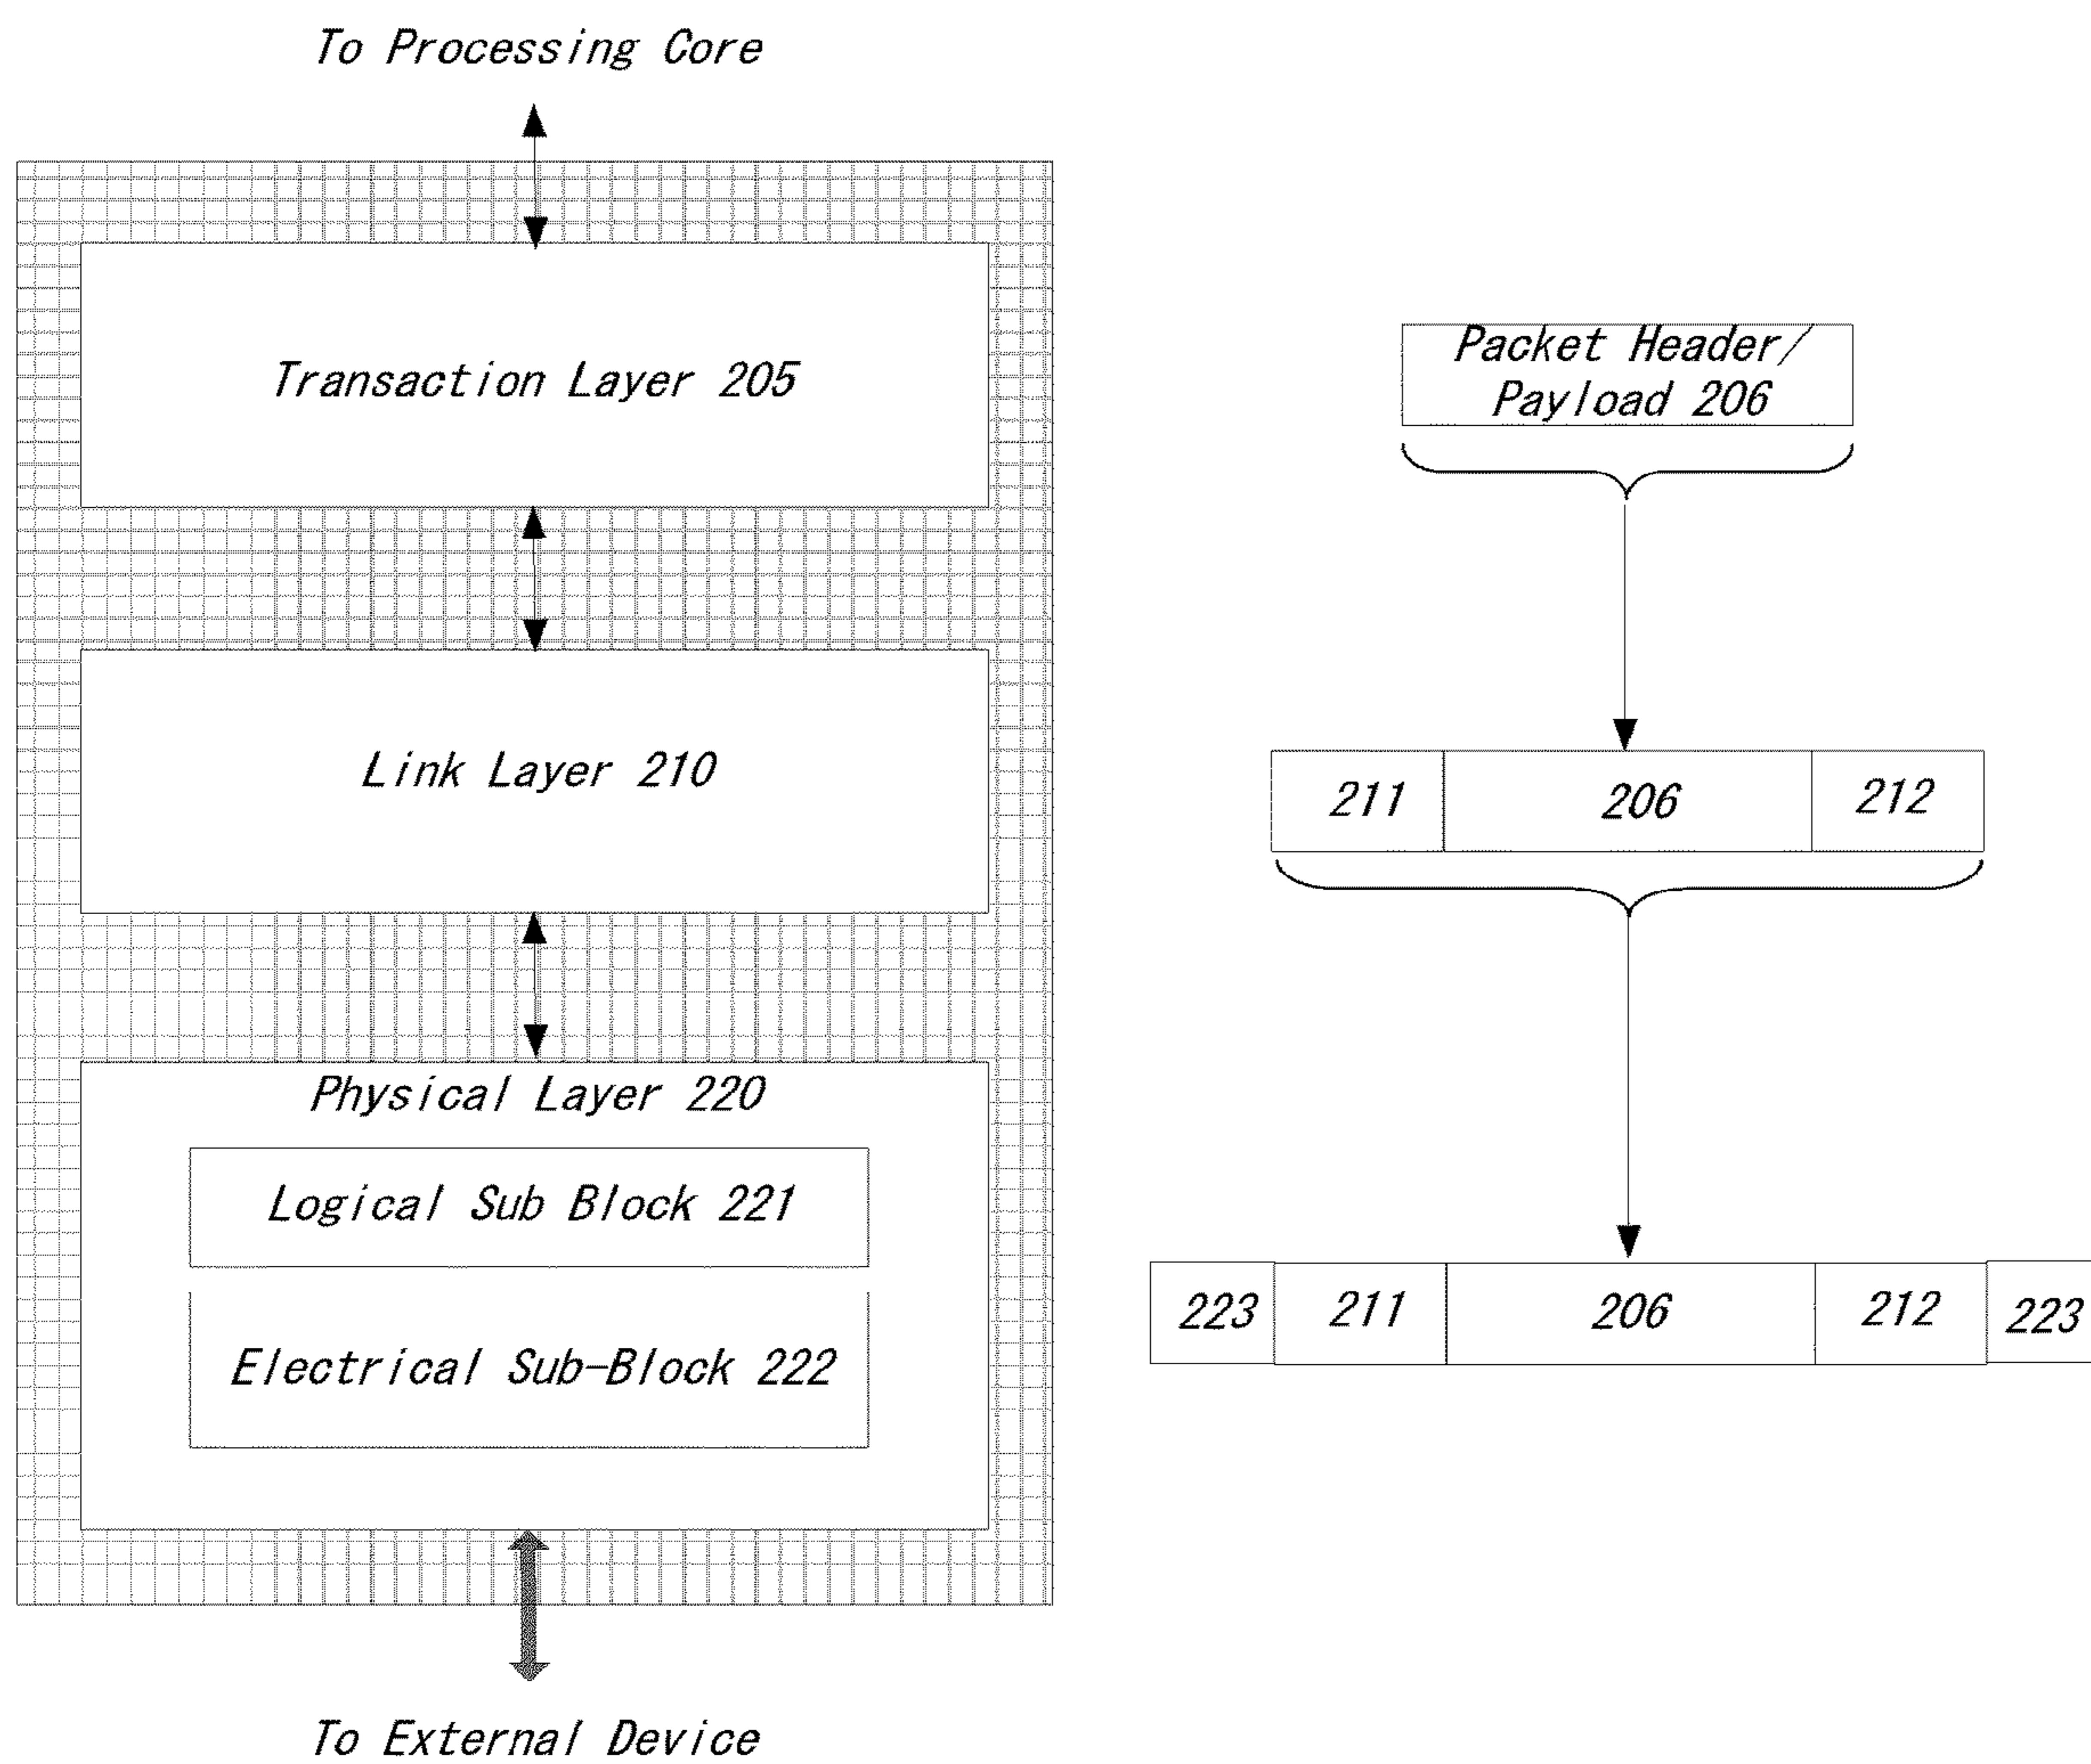 To Processing Core
Transaction Layer 205
Link Layer 210
Physical Layer 220
Logical Sub Block 221
Electrical Sub-Block 222
To External Device
Packet Header/
Payload 206
211 206 212
223 211 206 212 223